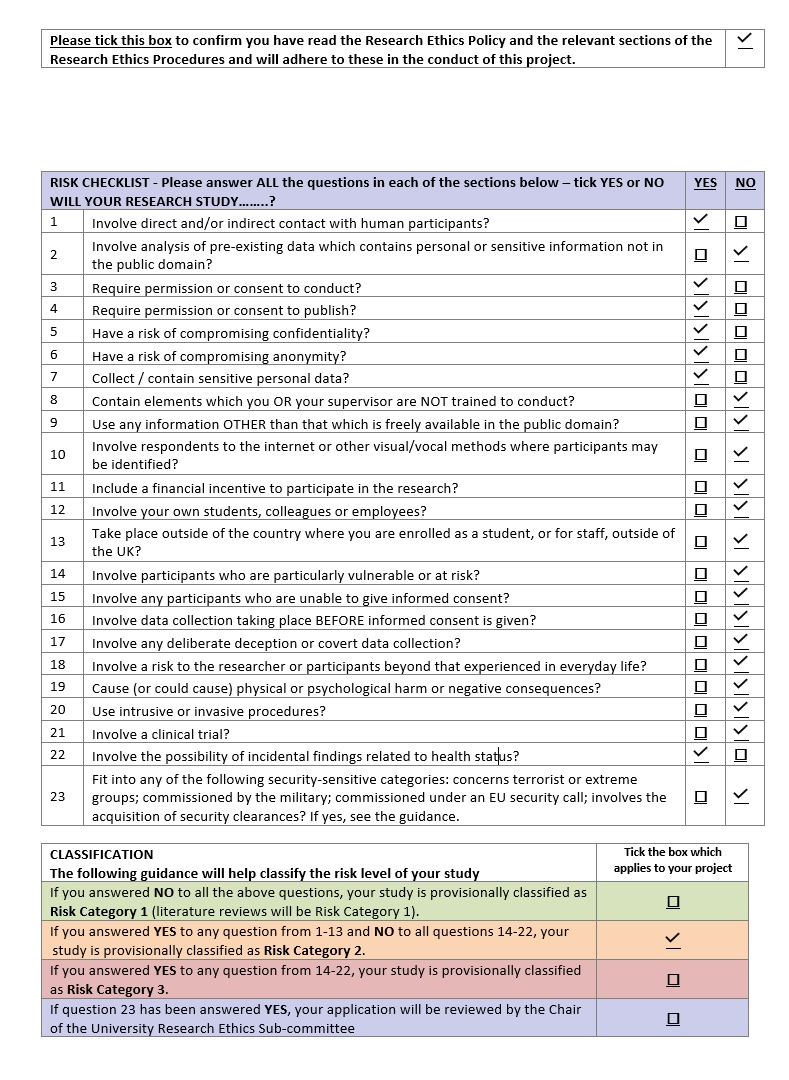 Please tick this box to confirm you have read the Research Ethics Policy and the relevant sections of the
Research Ethics Procedures and will adhere to these in the conduct of this project.
RISK CHECKLIST - Please answer ALL the questions in each of the sections below – tick YES or NO
WILL YOUR RESEARCH STUDY……..?
YES
NO
1
Involve direct and/or indirect contact with human participants?
2
Involve analysis of pre-existing data which contains personal or sensitive information not in
the public domain?
3
Require permission or consent to conduct?
4
Require permission or consent to publish?
5
Have a risk of compromising confidentiality?
6
Have a risk of compromising anonymity?
7
Collect / contain sensitive personal data?
8
Contain elements which you OR your supervisor are NOT trained to conduct?
9
Use any information OTHER than that which is freely available in the public domain?
10
Involve respondents to the internet or other visual/vocal methods where participants may
be identified?
11
Include a financial incentive to participate in the research?
12
Involve your own students, colleagues or employees?
13
Take place outside of the country where you are enrolled as a student, or for staff, outside of
the UK?
14
Involve participants who are particularly vulnerable or at risk?
15
Involve any participants who are unable to give informed consent?
16
Involve data collection taking place BEFORE informed consent is given?
17
Involve any deliberate deception or covert data collection?
18
Involve a risk to the researcher or participants beyond that experienced in everyday life?
19
Cause (or could cause) physical or psychological harm or negative consequences?
20
Use intrusive or invasive procedures?
21
Involve a clinical trial?
22
Involve the possibility of incidental findings related to health status?
23
Fit into any of the following security-sensitive categories: concerns terrorist or extreme
groups; commissioned by the military; commissioned under an EU security call; involves the
acquisition of security clearances? If yes, see the guidance.
CLASSIFICATION
The following guidance will help classify the risk level of your study
Tick the box which
applies to your project
If you answered NO to all the above questions, your study is provisionally classified as
Risk Category 1 (literature reviews will be Risk Category 1).
If you answered YES to any question from 1-13 and NO to all questions 14-22, your
study is provisionally classified as Risk Category 2.
If you answered YES to any question from 14-22, your study is provisionally classified
as Risk Category 3.
If question 23 has been answered YES, your application will be reviewed by the Chair
of the University Research Ethics Sub-committee